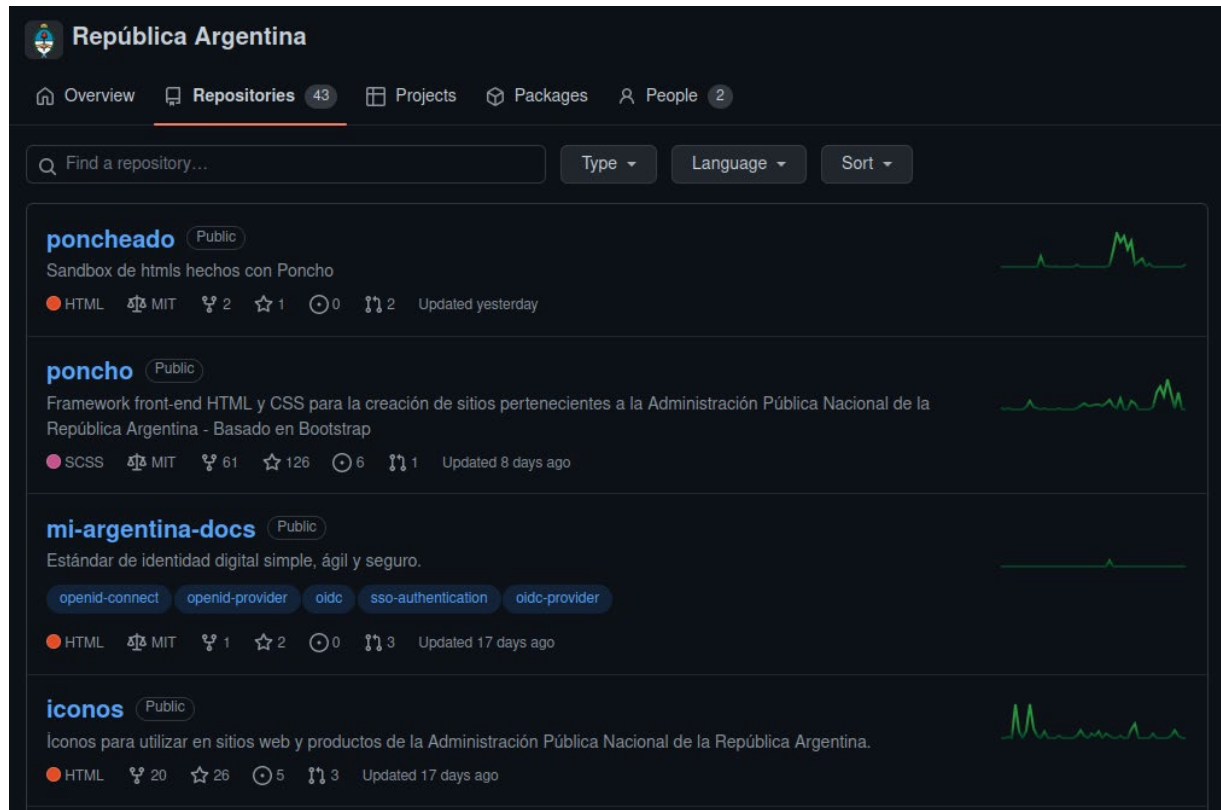 República Argentina
Overview Repositories 43 Projects Packages People 2
Find a repository... Type Language Sort
poncheado Public
Sandbox de htmls hechos con Poncho
HTML MIT 2 1 0 2 Updated yesterday
poncho Public
Framework front-end HTML y CSS para la creación de sitios pertenecientes a la Administración Pública Nacional de la
República Argentina - Basado en Bootstrap
SCSS MIT 61 126 6 1 Updated 8 days ago
mi-argentina-docs Public
Estándar de identidad digital simple, ágil y seguro.
openid-connect openid-provider oidc sso-authentication oidc-provider
HTML MIT 1 2 0 3 Updated 17 days ago
iconos Public
Íconos para utilizar en sitios web y productos de la Administración Pública Nacional de la República Argentina.
HTML 20 26 5 3 Updated 17 days ago